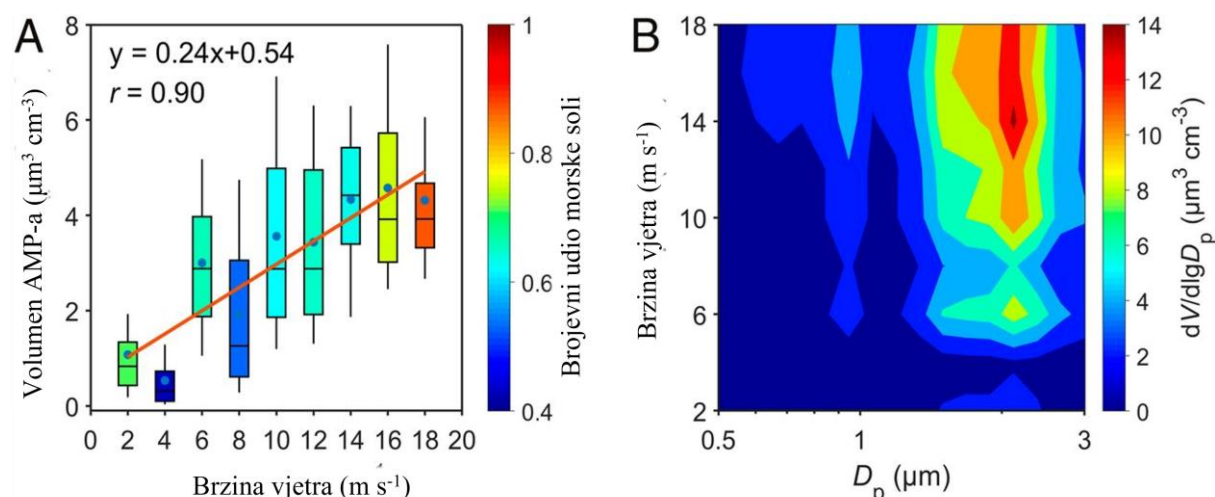 A
y = 0.24x+0.54
r = 0.90
Volumen AMP-a (μm³ cm⁻³)
8
6
4
2
0
0 2 4 6 8 10 12 14 16 18 20
Brzina vjetra (m s⁻¹)
1
0.8
0.6
0.4
Brojevni udio morske soli
B
Brzina vjetra (m s⁻¹)
18
14
10
6
2
0.5 1 3
Dₚ (μm)
14
12
10
8
6
4
2
0
dV/dlgDₚ (μm³ cm⁻³)